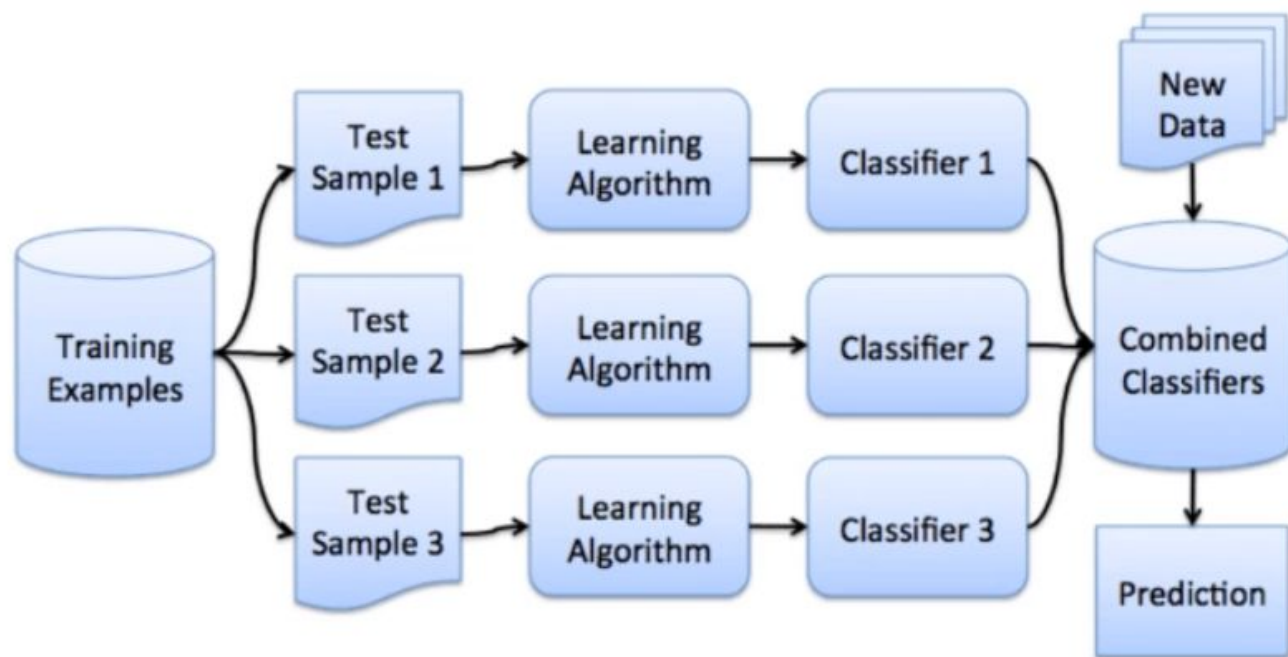 Training
Examples
Test
Sample 1
Learning
Algorithm
Classifier 1
Test
Sample 2
Learning
Algorithm
Classifier 2
Test
Sample 3
Learning
Algorithm
Classifier 3
New
Data
Combined
Classifiers
Prediction